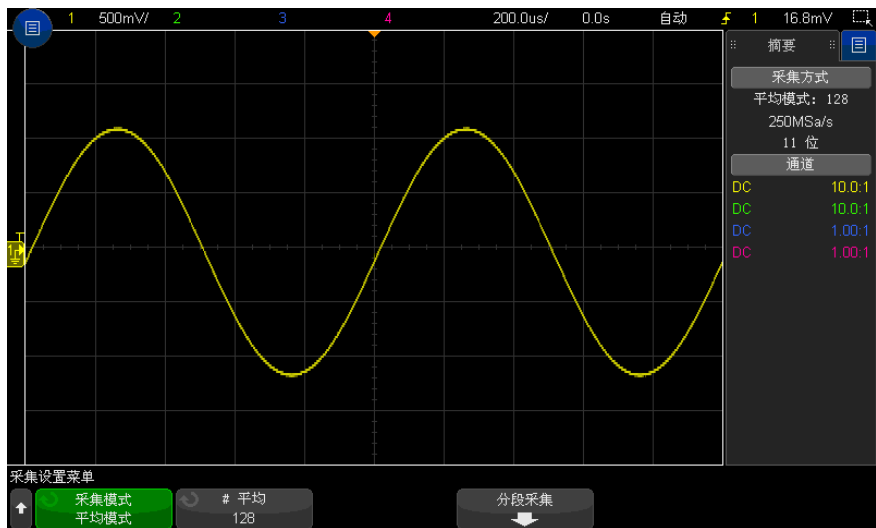 1 500mV/ 2 3 4 200.0us/ 0.0s 自动 1 16.8mV
摘要
采集方式
平均模式: 128
250MSa/s
11 位
通道
DC 10.0:1
DC 10.0:1
DC 1.00:1
DC 1.00:1
T
1
采集设置菜单
采集模式 # 平均 分段采集
平均模式 128